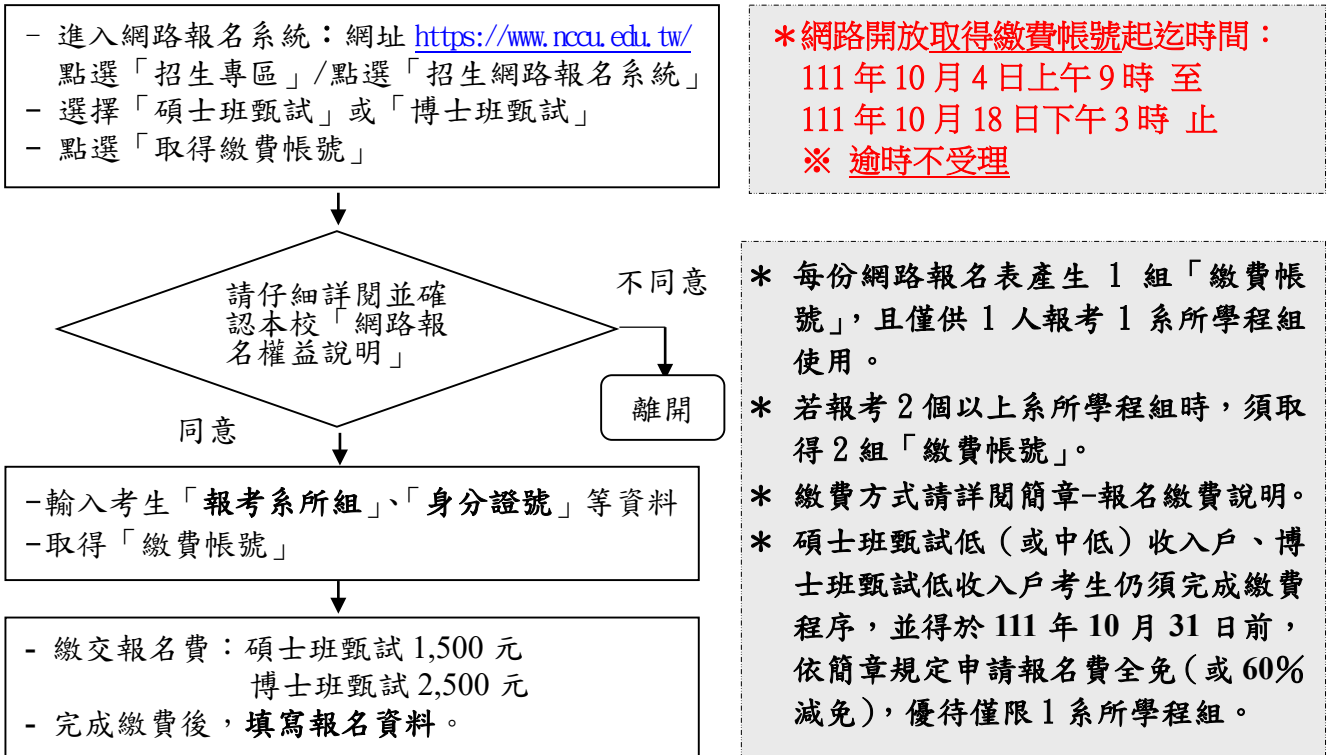 - 進入網路報名系統：網址 https://www.nccu.edu.tw/
點選「招生專區」/點選「招生網路報名系統」
- 選擇「碩士班甄試」或「博士班甄試」
- 點選「取得繳費帳號」
＊網路開放取得繳費帳號起迄時間：
111 年 10 月 4 日上午 9 時 至
111 年 10 月 18 日下午 3 時 止
※ 逾時不受理
請仔細詳閱並確
認本校「網路報
名權益說明」
不同意
離開
同意
-輸入考生「報考系所組」、「身分證號」等資料
-取得「繳費帳號」
- 繳交報名費：碩士班甄試 1,500 元
博士班甄試 2,500 元
- 完成繳費後，填寫報名資料。
＊ 每份網路報名表產生 1 組「繳費帳
號」，且僅供 1 人報考 1 系所學程組
使用。
＊ 若報考 2 個以上系所學程組時，須取
得 2 組「繳費帳號」。
＊ 繳費方式請詳閱簡章-報名繳費說明。
＊ 碩士班甄試低（或中低）收入戶、博
士班甄試低收入戶考生仍須完成繳費
程序，並得於 111 年 10 月 31 日前，
依簡章規定申請報名費全免（或 60%
減免），優待僅限 1 系所學程組。